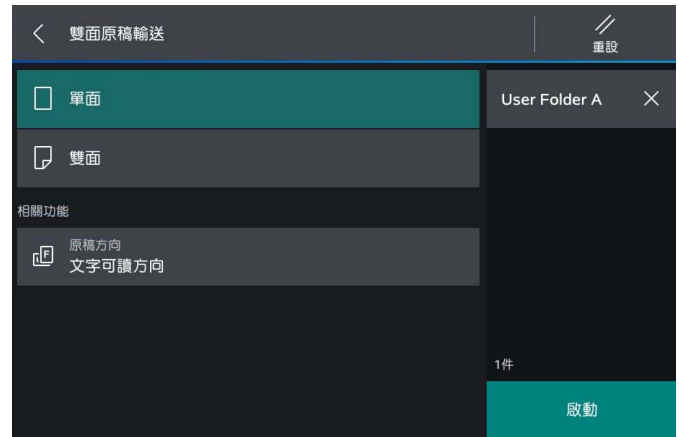 雙面原稿輸送
重設
單面
User Folder A
雙面
相關功能
原稿方向
文字可讀方向
1件
啟動